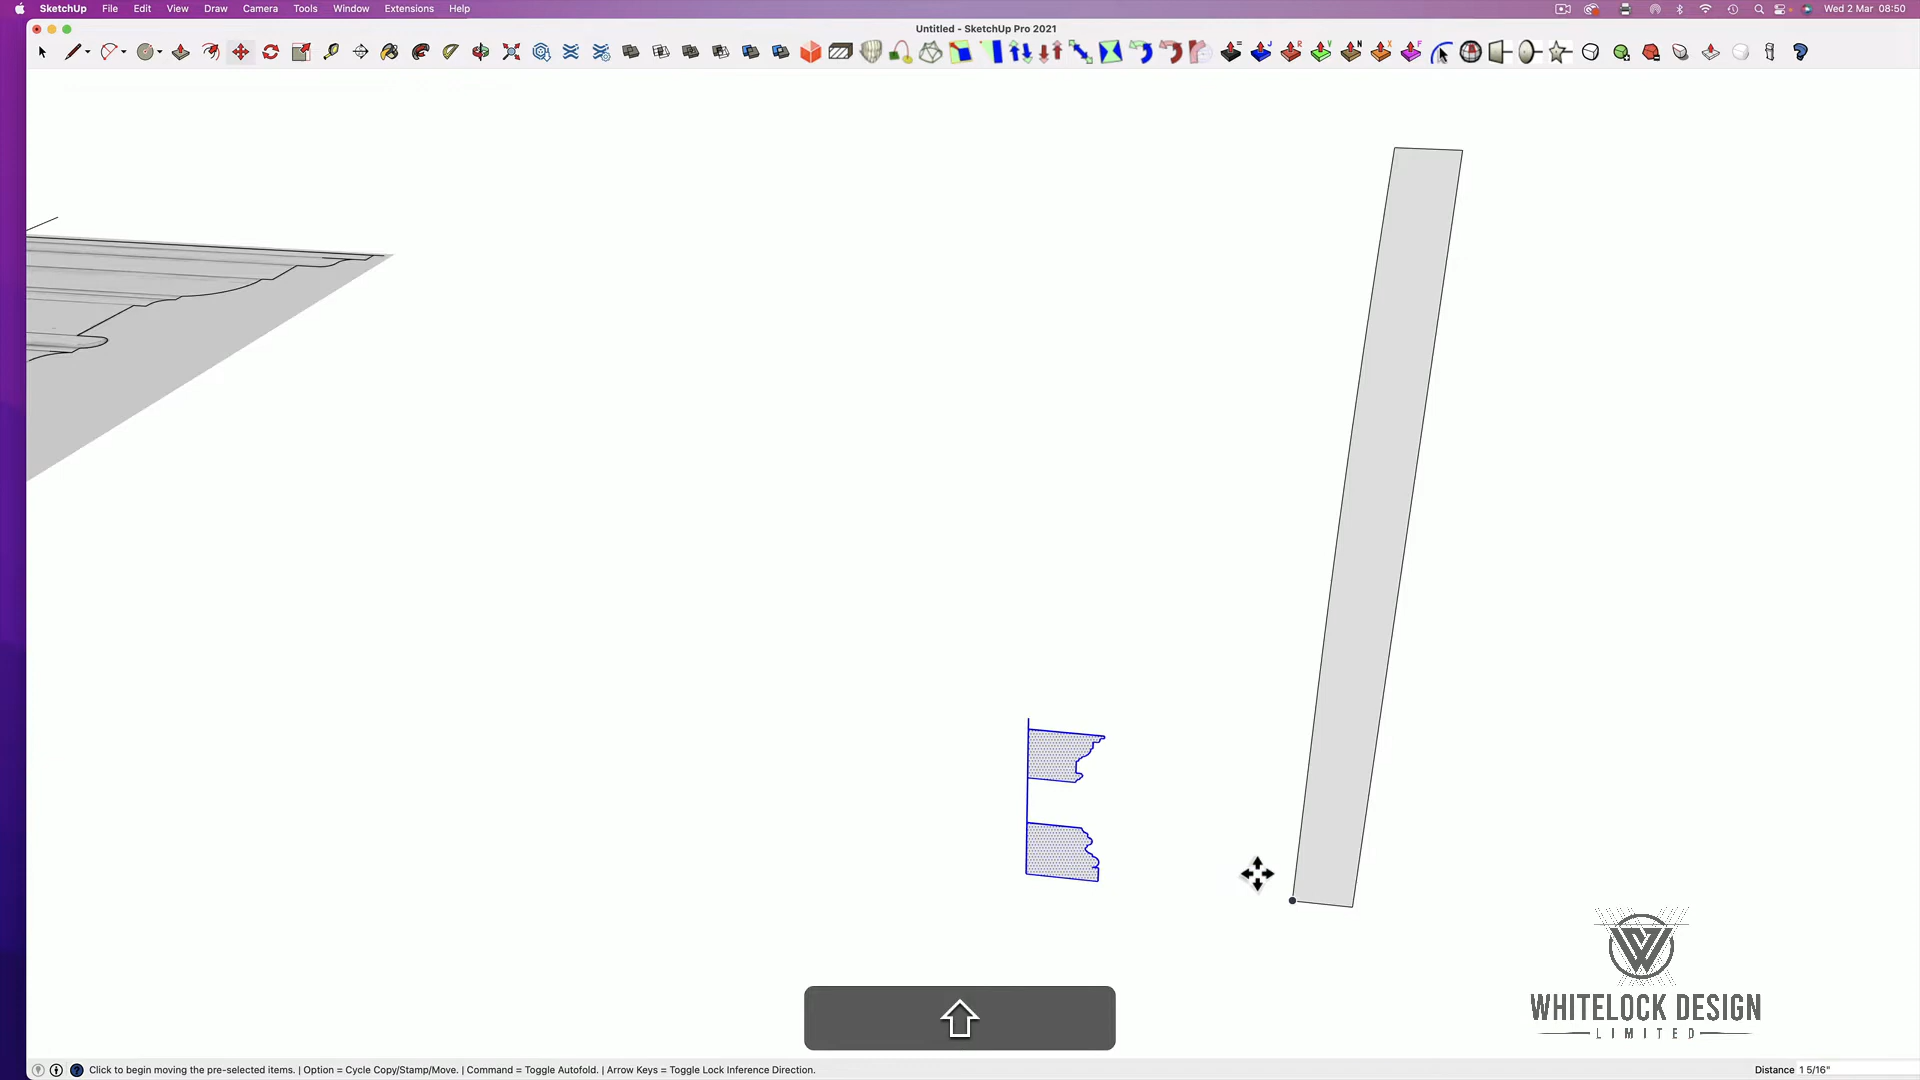 SketchUp File Edit View Draw Camera Tools Window Extensions Help
Wed 2 Mar 08:50
Untitled - SketchUp Pro 2021
WHITELOCK DESIGN
LIMITED
Click to begin moving the pre-selected items. | Option = Cycle Copy/Stamp/Move. | Command = Toggle Autofold. | Arrow Keys = Toggle Lock Inference Direction.
Distance 1 5/16"